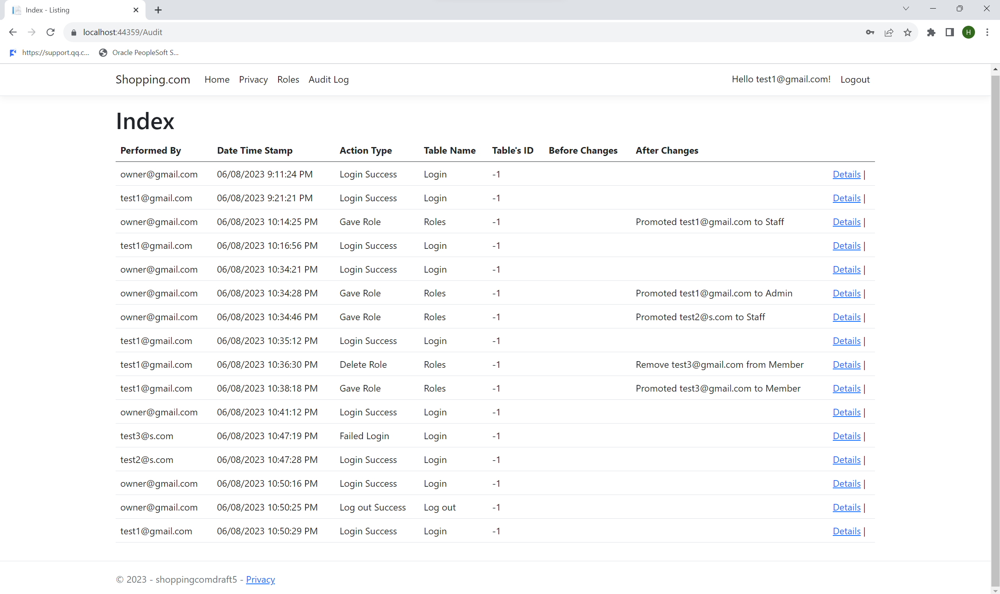 Index - Listing
localhost:44359/Audit
H
https://support.qq.c... Oracle PeopleSoft S...
Shopping.com Home Privacy Roles Audit Log Hello test1@gmail.com! Logout
Index
Performed By Date Time Stamp Action Type Table Name Table's ID Before Changes After Changes
owner@gmail.com 06/08/2023 9:11:24 PM Login Success Login -1 Details |
test1@gmail.com 06/08/2023 9:21:21 PM Login Success Login -1 Details |
owner@gmail.com 06/08/2023 10:14:25 PM Gave Role Roles -1 Promoted test1@gmail.com to Staff Details |
test1@gmail.com 06/08/2023 10:16:56 PM Login Success Login -1 Details |
owner@gmail.com 06/08/2023 10:34:21 PM Login Success Login -1 Details |
owner@gmail.com 06/08/2023 10:34:28 PM Gave Role Roles -1 Promoted test1@gmail.com to Admin Details |
owner@gmail.com 06/08/2023 10:34:46 PM Gave Role Roles -1 Promoted test2@s.com to Staff Details |
test1@gmail.com 06/08/2023 10:35:12 PM Login Success Login -1 Details |
test1@gmail.com 06/08/2023 10:36:30 PM Delete Role Roles -1 Remove test3@gmail.com from Member Details |
test1@gmail.com 06/08/2023 10:38:18 PM Gave Role Roles -1 Promoted test3@gmail.com to Member Details |
owner@gmail.com 06/08/2023 10:41:12 PM Login Success Login -1 Details |
test3@s.com 06/08/2023 10:47:19 PM Failed Login Login -1 Details |
test2@s.com 06/08/2023 10:47:28 PM Login Success Login -1 Details |
owner@gmail.com 06/08/2023 10:50:16 PM Login Success Login -1 Details |
owner@gmail.com 06/08/2023 10:50:25 PM Log out Success Log out -1 Details |
test1@gmail.com 06/08/2023 10:50:29 PM Login Success Login -1 Details |
© 2023 - shoppingcomdraft5 - Privacy